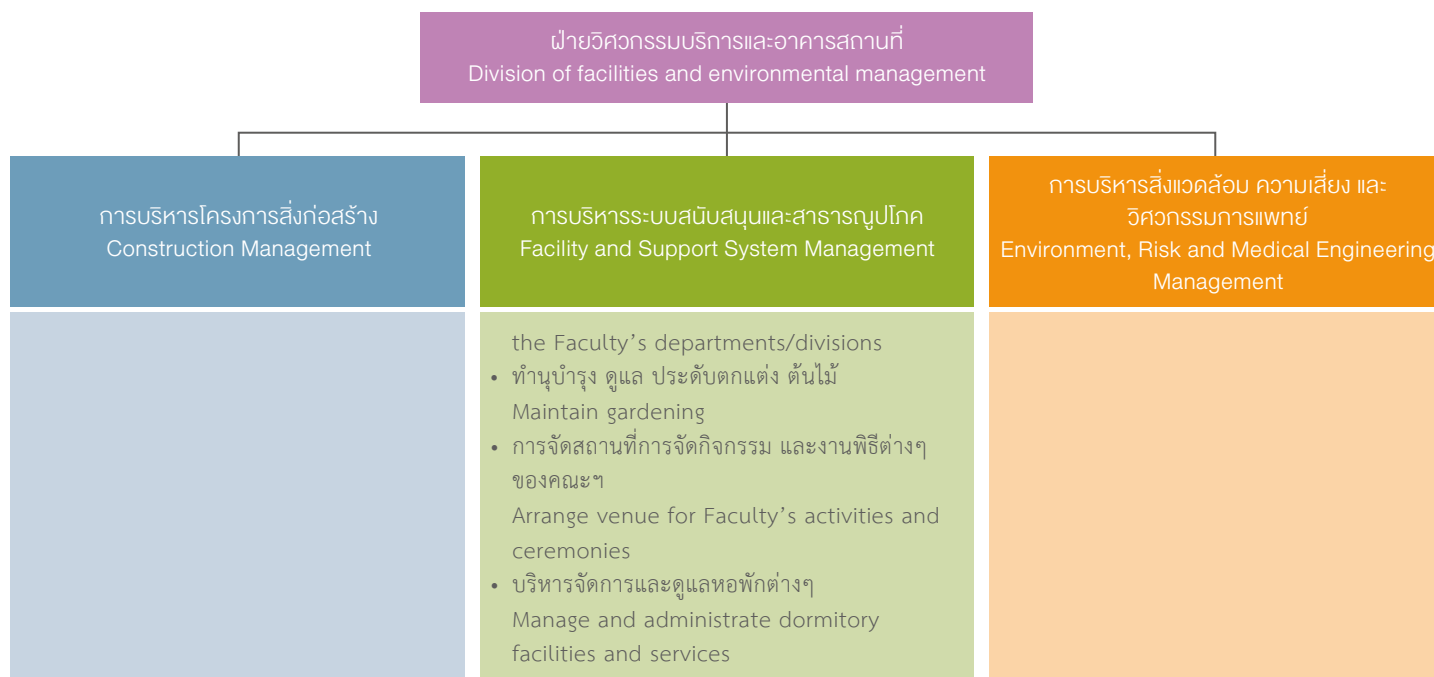 ฝ่ายวิศวกรรมบริการและอาคารสถานที่
Division of facilities and environmental management
การบริหารโครงการสิ่งก่อสร้าง
Construction Management
การบริหารระบบสนับสนุนและสาธารณูปโภค
Facility and Support System Management
การบริหารสิ่งแวดล้อม ความเสี่ยง และ
วิศวกรรมการแพทย์
Environment, Risk and Medical Engineering
Management
the Faculty’s departments/divisions
• ทำนุบำรุง ดูแล ประดับตกแต่ง ต้นไม้
Maintain gardening
• การจัดสถานที่การจัดกิจกรรม และงานพิธีต่างๆ
ของคณะฯ
Arrange venue for Faculty’s activities and
ceremonies
• บริหารจัดการและดูแลหอพักต่างๆ
Manage and administrate dormitory
facilities and services